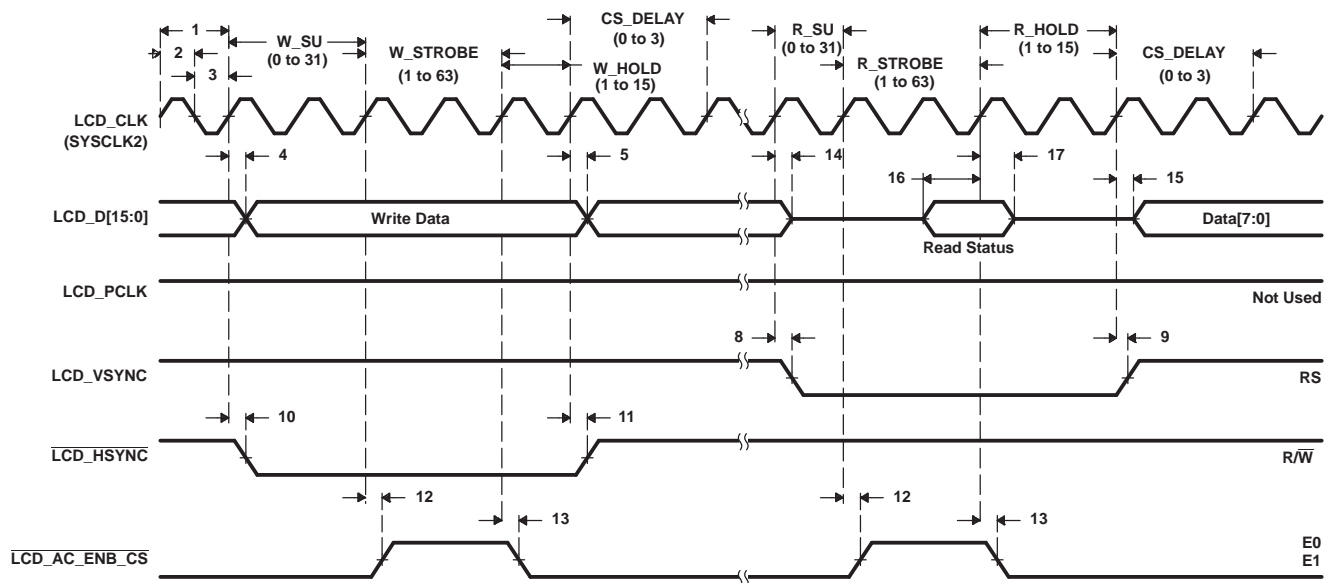 1
2
3
W_SU
(0 to 31)
W_STROBE
(1 to 63)
CS_DELAY
(0 to 3)
W_HOLD
(1 to 15)
R_SU
(0 to 31)
R_STROBE
(1 to 63)
R_HOLD
(1 to 15)
CS_DELAY
(0 to 3)
LCD_CLK
(SYSCLK2)
4
5
14
16
17
15
LCD_D[15:0]
Write Data
Read Status
Data[7:0]
LCD_PCLK
Not Used
8
9
LCD_VSYNC
RS
10
11
LCD_HSYNC
R/W
12
13
12
13
LCD_AC_ENB_CS
E0
E1